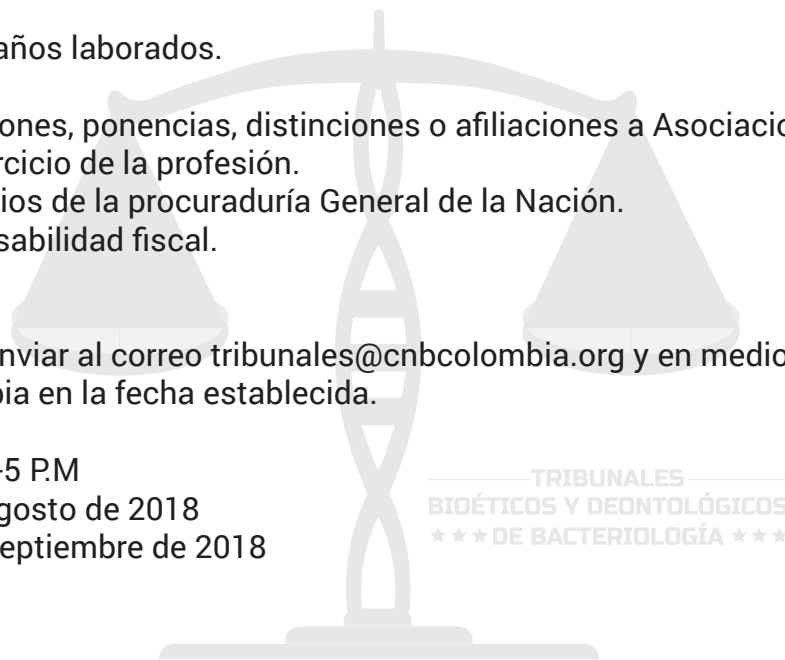 años laborados.
ones, ponencias, distinciones o afiliaciones a Asociacio
rcicio de la profesión.
ios de la procuraduría General de la Nación.
sabilidad fiscal.
nviar al correo tribunales@cnbcolombia.org y en medio
bia en la fecha establecida.
-5 P.M
gosto de 2018
eptiembre de 2018
TRIBUNALES
BIOÉTICOS Y DEONTOLÓGICOS
★★★ DE BACTERIOLOGÍA ★★★